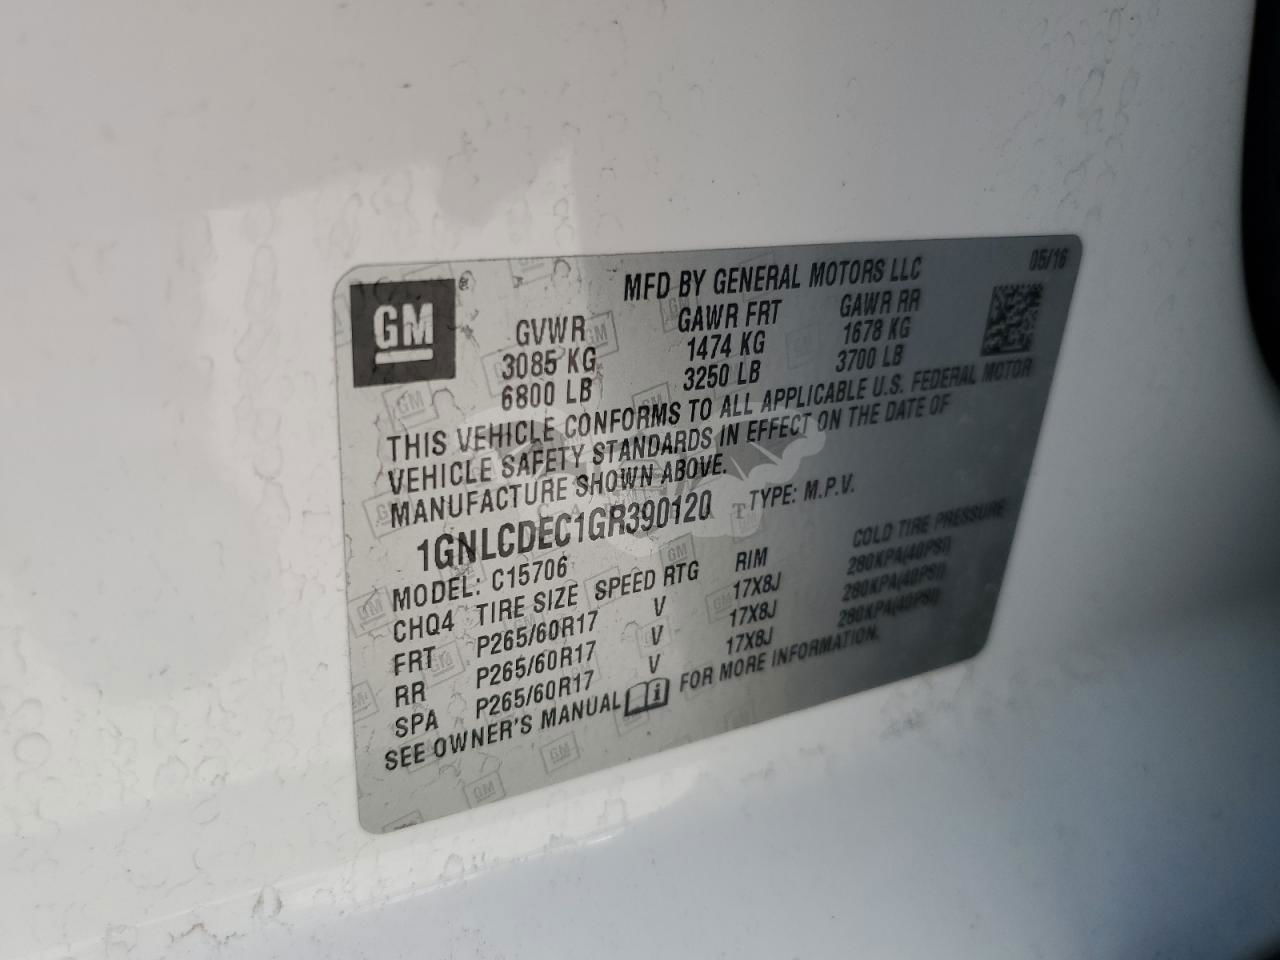 MFD BY GENERAL MOTORS LLC 05/16
GM
GVWR GAWR FRT GAWR RR
3085 KG 1474 KG 1678 KG
6800 LB 3250 LB 3700 LB
THIS VEHICLE CONFORMS TO ALL APPLICABLE U.S. FEDERAL MOTOR
VEHICLE SAFETY STANDARDS IN EFFECT ON THE DATE OF
MANUFACTURE SHOWN ABOVE.
1GNLCDEC1GR390120 TYPE: M.P.V.
MODEL: C15706
CHQ4 TIRE SIZE SPEED RTG RIM COLD TIRE PRESSURE
FRT P265/60R17 V 17X8J 280KPA(40PSI)
RR P265/60R17 V 17X8J 280KPA(40PSI)
SPA P265/60R17 V 17X8J 280KPA(40PSI)
SEE OWNER'S MANUAL FOR MORE INFORMATION.